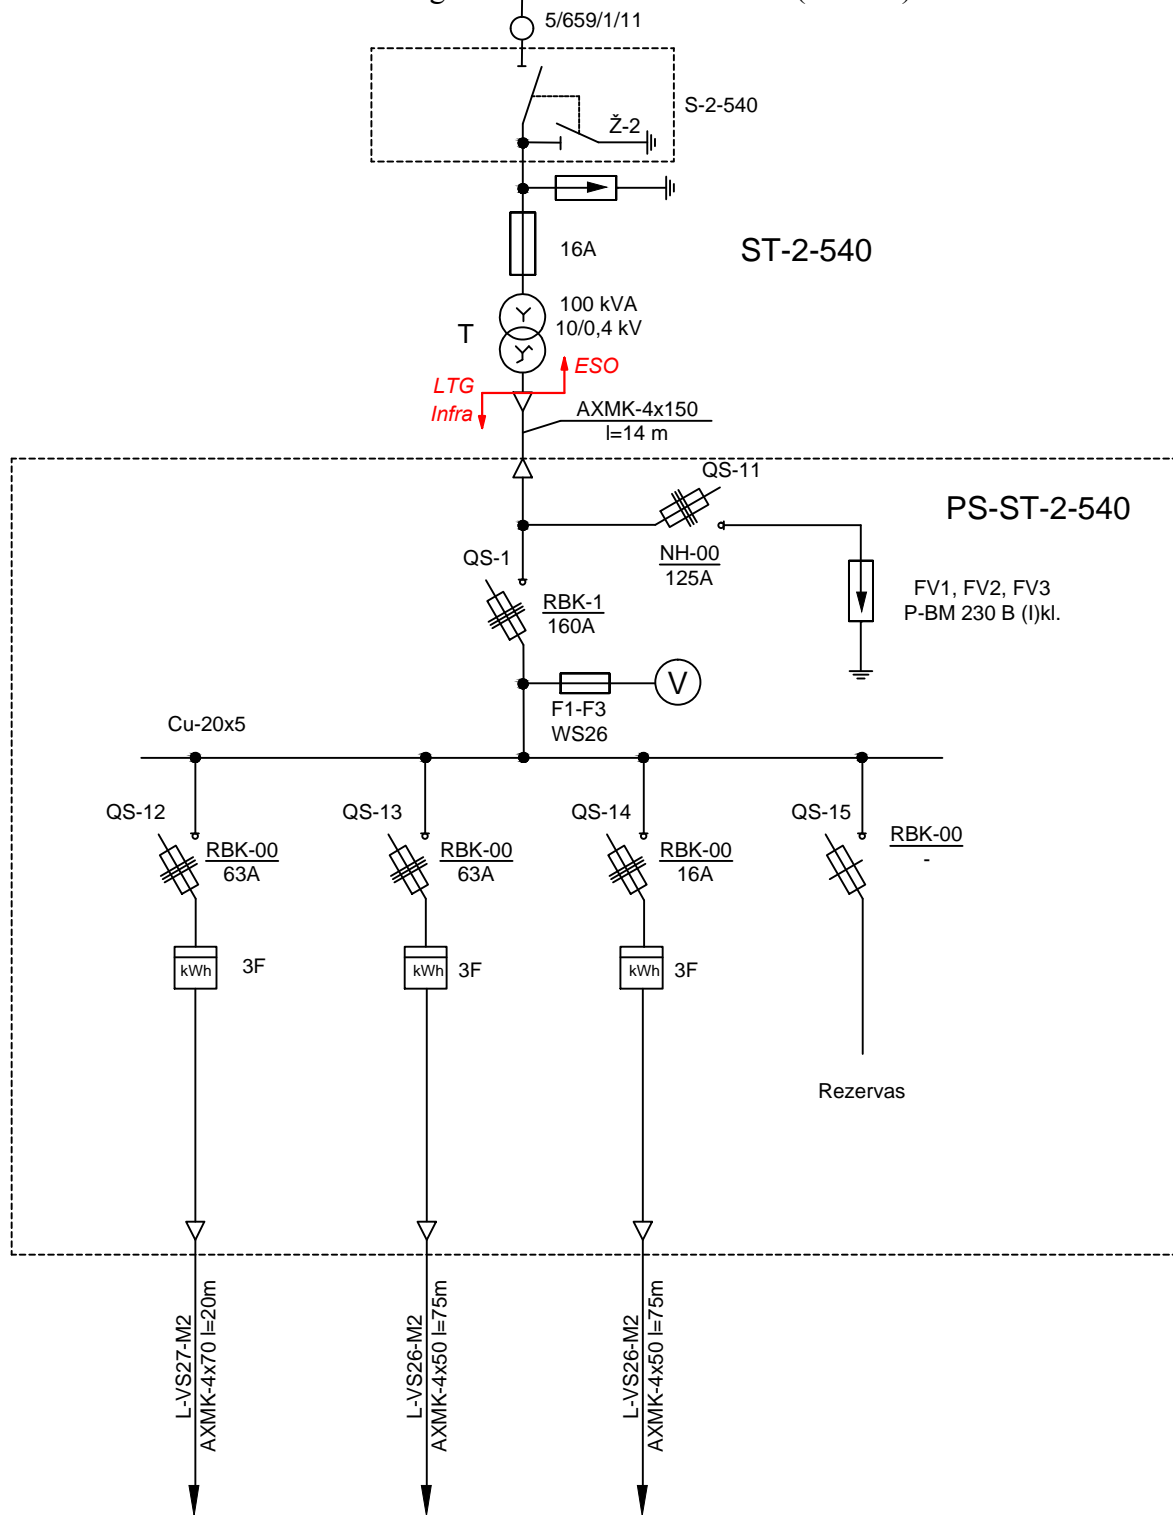 5/659/1/11
S-2-540
Ž-2
16A
ST-2-540
100 kVA
10/0,4 kV
T
ESO
LTG
Infra
AXMK-4x150
l=14 m
QS-11
PS-ST-2-540
QS-1
NH-00
125A
RBK-1
160A
FV1, FV2, FV3
P-BM 230 B (I)kl.
V
F1-F3
WS26
Cu-20x5
QS-12
RBK-00
63A
QS-13
RBK-00
63A
QS-14
RBK-00
16A
QS-15
RBK-00
-
kWh
3F
kWh
3F
kWh
3F
Rezervas
L-VS27-M2
AXMK-4x70 l=20m
L-VS26-M2
AXMK-4x50 l=75m
L-VS26-M2
AXMK-4x50 l=75m